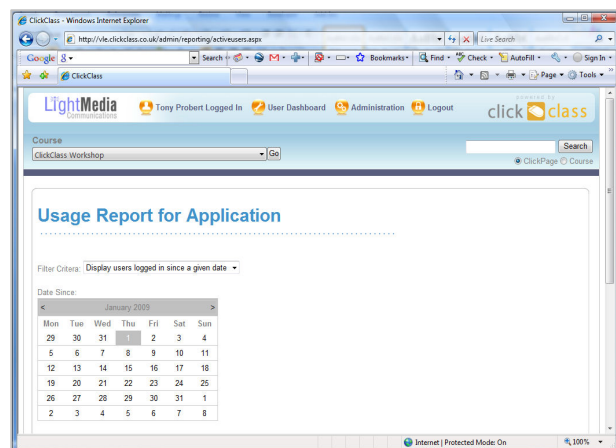 ClickClass - Windows Internet Explorer
http://vle.clickclass.co.uk/admin/reporting/activeusers.aspx
Live Search
Google
Search
Bookmarks
Find
Check
AutoFill
Sign In
ClickClass
Page
Tools
LightMedia
Communications
Tony Probert Logged In
User Dashboard
Administration
Logout
powered by
click class
Course
ClickClass Workshop
Go
Search
ClickPage Course
Usage Report for Application
Filter Critera: Display users logged in since a given date
Date Since:
< January 2009 >
Mon Tue Wed Thu Fri Sat Sun
29 30 31 1 2 3 4
5 6 7 8 9 10 11
12 13 14 15 16 17 18
19 20 21 22 23 24 25
26 27 28 29 30 31 1
2 3 4 5 6 7 8
Internet | Protected Mode: On
100%